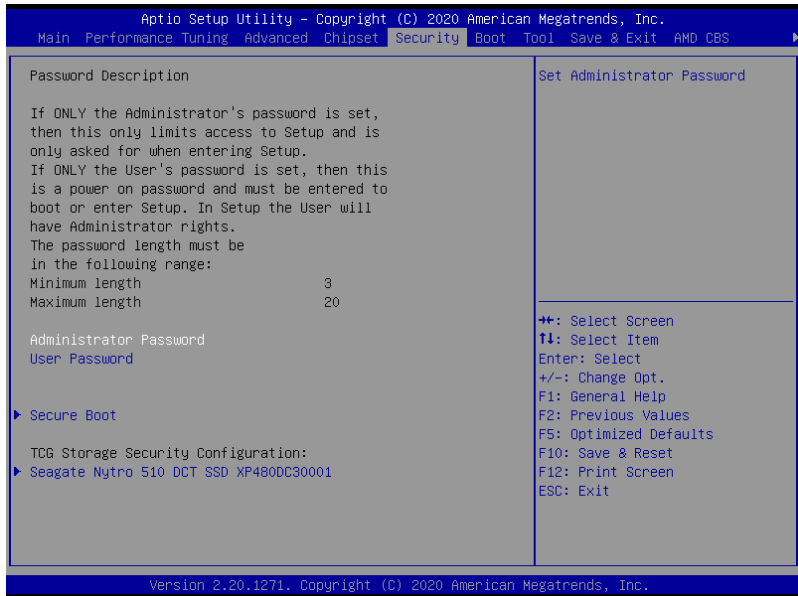 Aptio Setup Utility – Copyright (C) 2020 American Megatrends, Inc.
Main Performance Tuning Advanced Chipset Security Boot Tool Save & Exit AMD CBS
Password Description
If ONLY the Administrator's password is set,
then this only limits access to Setup and is
only asked for when entering Setup.
If ONLY the User's password is set, then this
is a power on password and must be entered to
boot or enter Setup. In Setup the User will
have Administrator rights.
The password length must be
in the following range:
Minimum length 3
Maximum length 20
Administrator Password
User Password
Secure Boot
TCG Storage Security Configuration:
Seagate Nytro 510 DCT SSD XP480DC30001
Set Administrator Password
→←: Select Screen
↑↓: Select Item
Enter: Select
+/-: Change Opt.
F1: General Help
F2: Previous Values
F5: Optimized Defaults
F10: Save & Reset
F12: Print Screen
ESC: Exit
Version 2.20.1271. Copyright (C) 2020 American Megatrends, Inc.